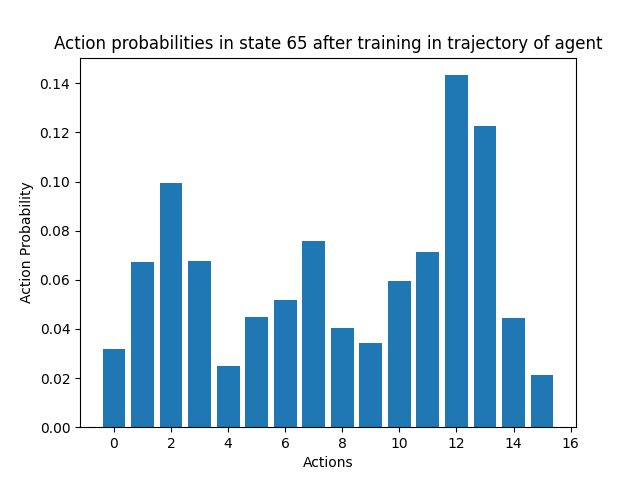 Action probabilities in state 65 after training in trajectory of agent
0.14
0.12
0.10
0.08
0.06
0.04
0.02
0.00
Action Probability
0 2 4 6 8 10 12 14 16
Actions